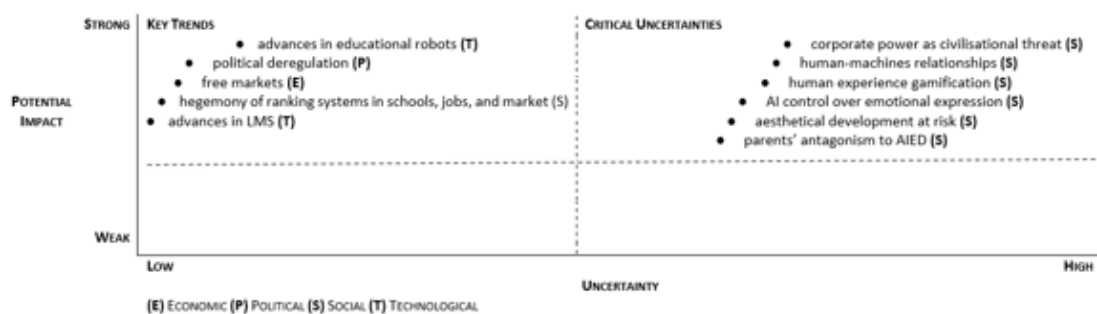 STRONG
KEY TRENDS
CRITICAL UNCERTAINTIES
● advances in educational robots (T)
● political deregulation (P)
● free markets (E)
● hegemony of ranking systems in schools, jobs, and market (S)
● advances in LMS (T)
● corporate power as civilisational threat (S)
● human-machines relationships (S)
● human experience gamification (S)
● AI control over emotional expression (S)
● aesthetical development at risk (S)
● parents' antagonism to AIED (S)
POTENTIAL
IMPACT
WEAK
LOW
HIGH
UNCERTAINTY
(E) ECONOMIC (P) POLITICAL (S) SOCIAL (T) TECHNOLOGICAL